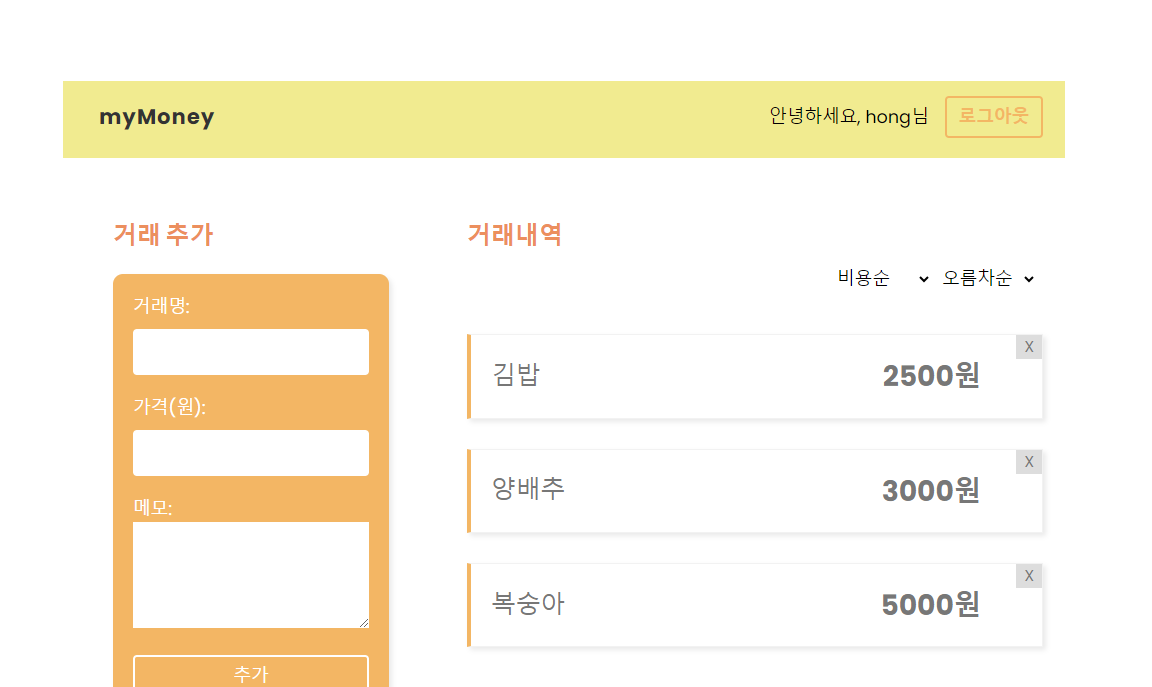 myMoney
안녕하세요, hong님
로그아웃
거래 추가
거래명:
가격(원):
메모:
추가
거래내역
비용순 오름차순
X
김밥 2500원
X
양배추 3000원
X
복숭아 5000원